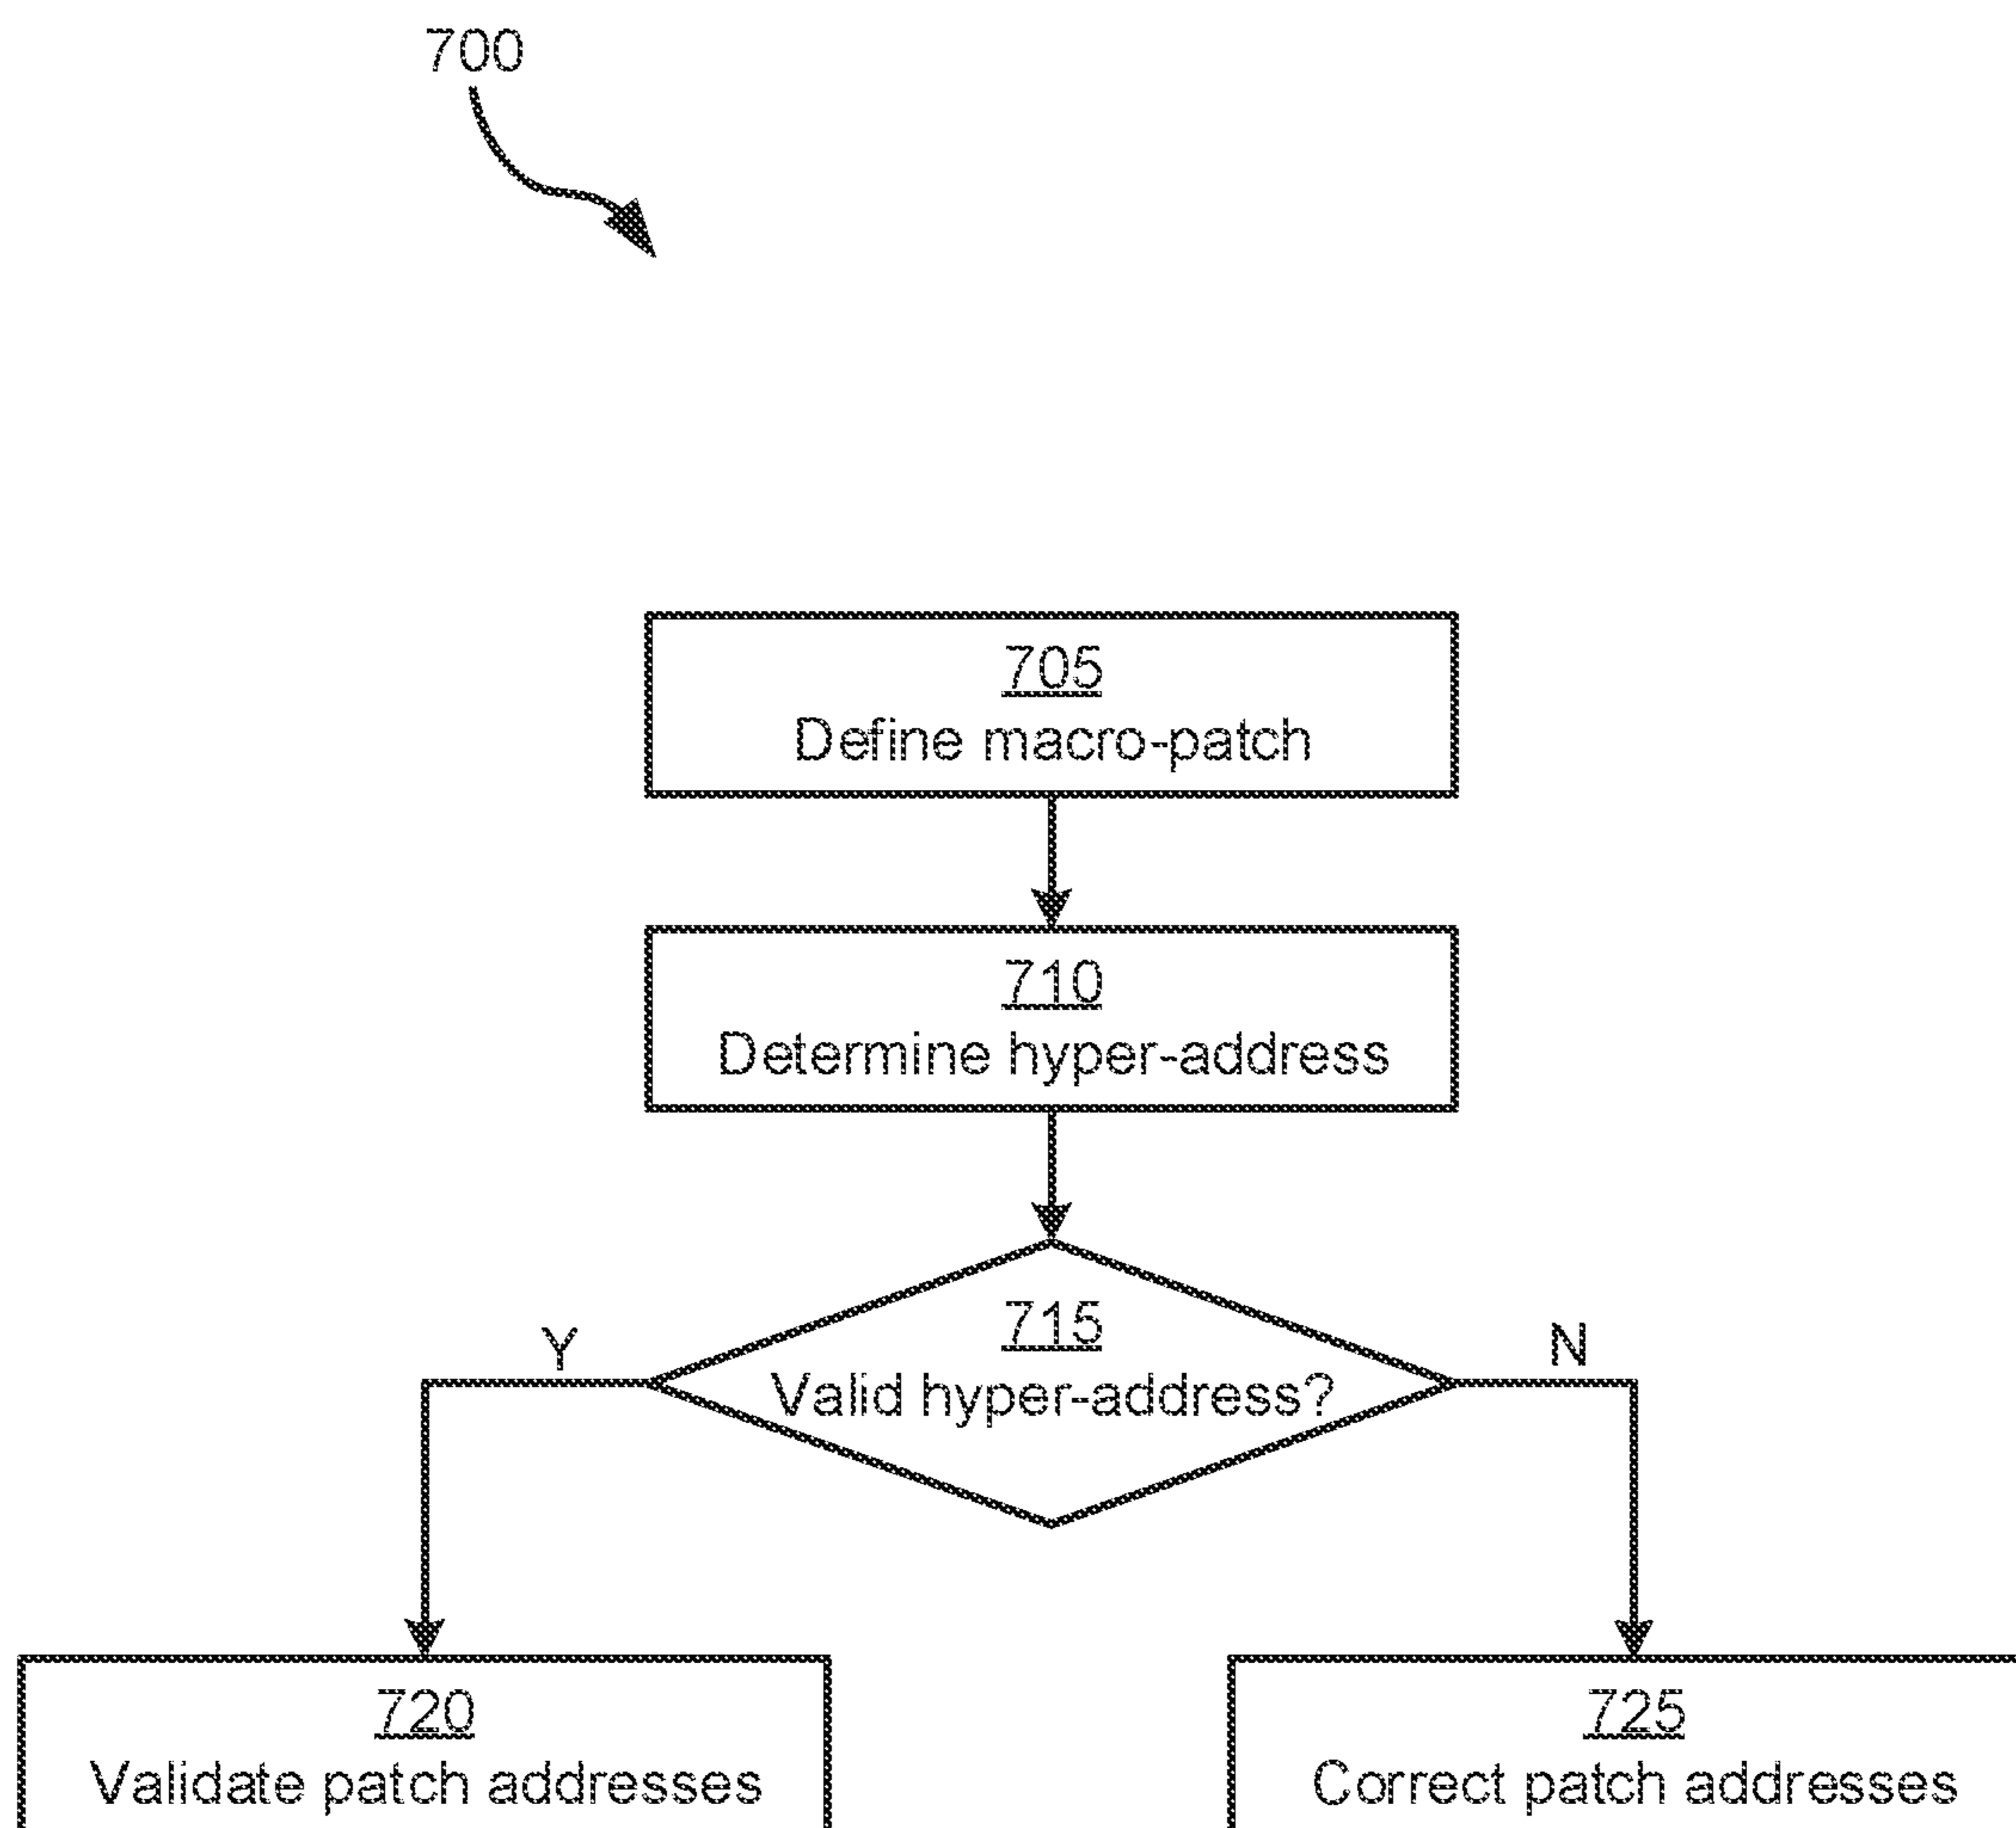 700
705
Define macro-patch
710
Determine hyper-address
715
Valid hyper-address?
Y
N
720
Validate patch addresses
725
Correct patch addresses